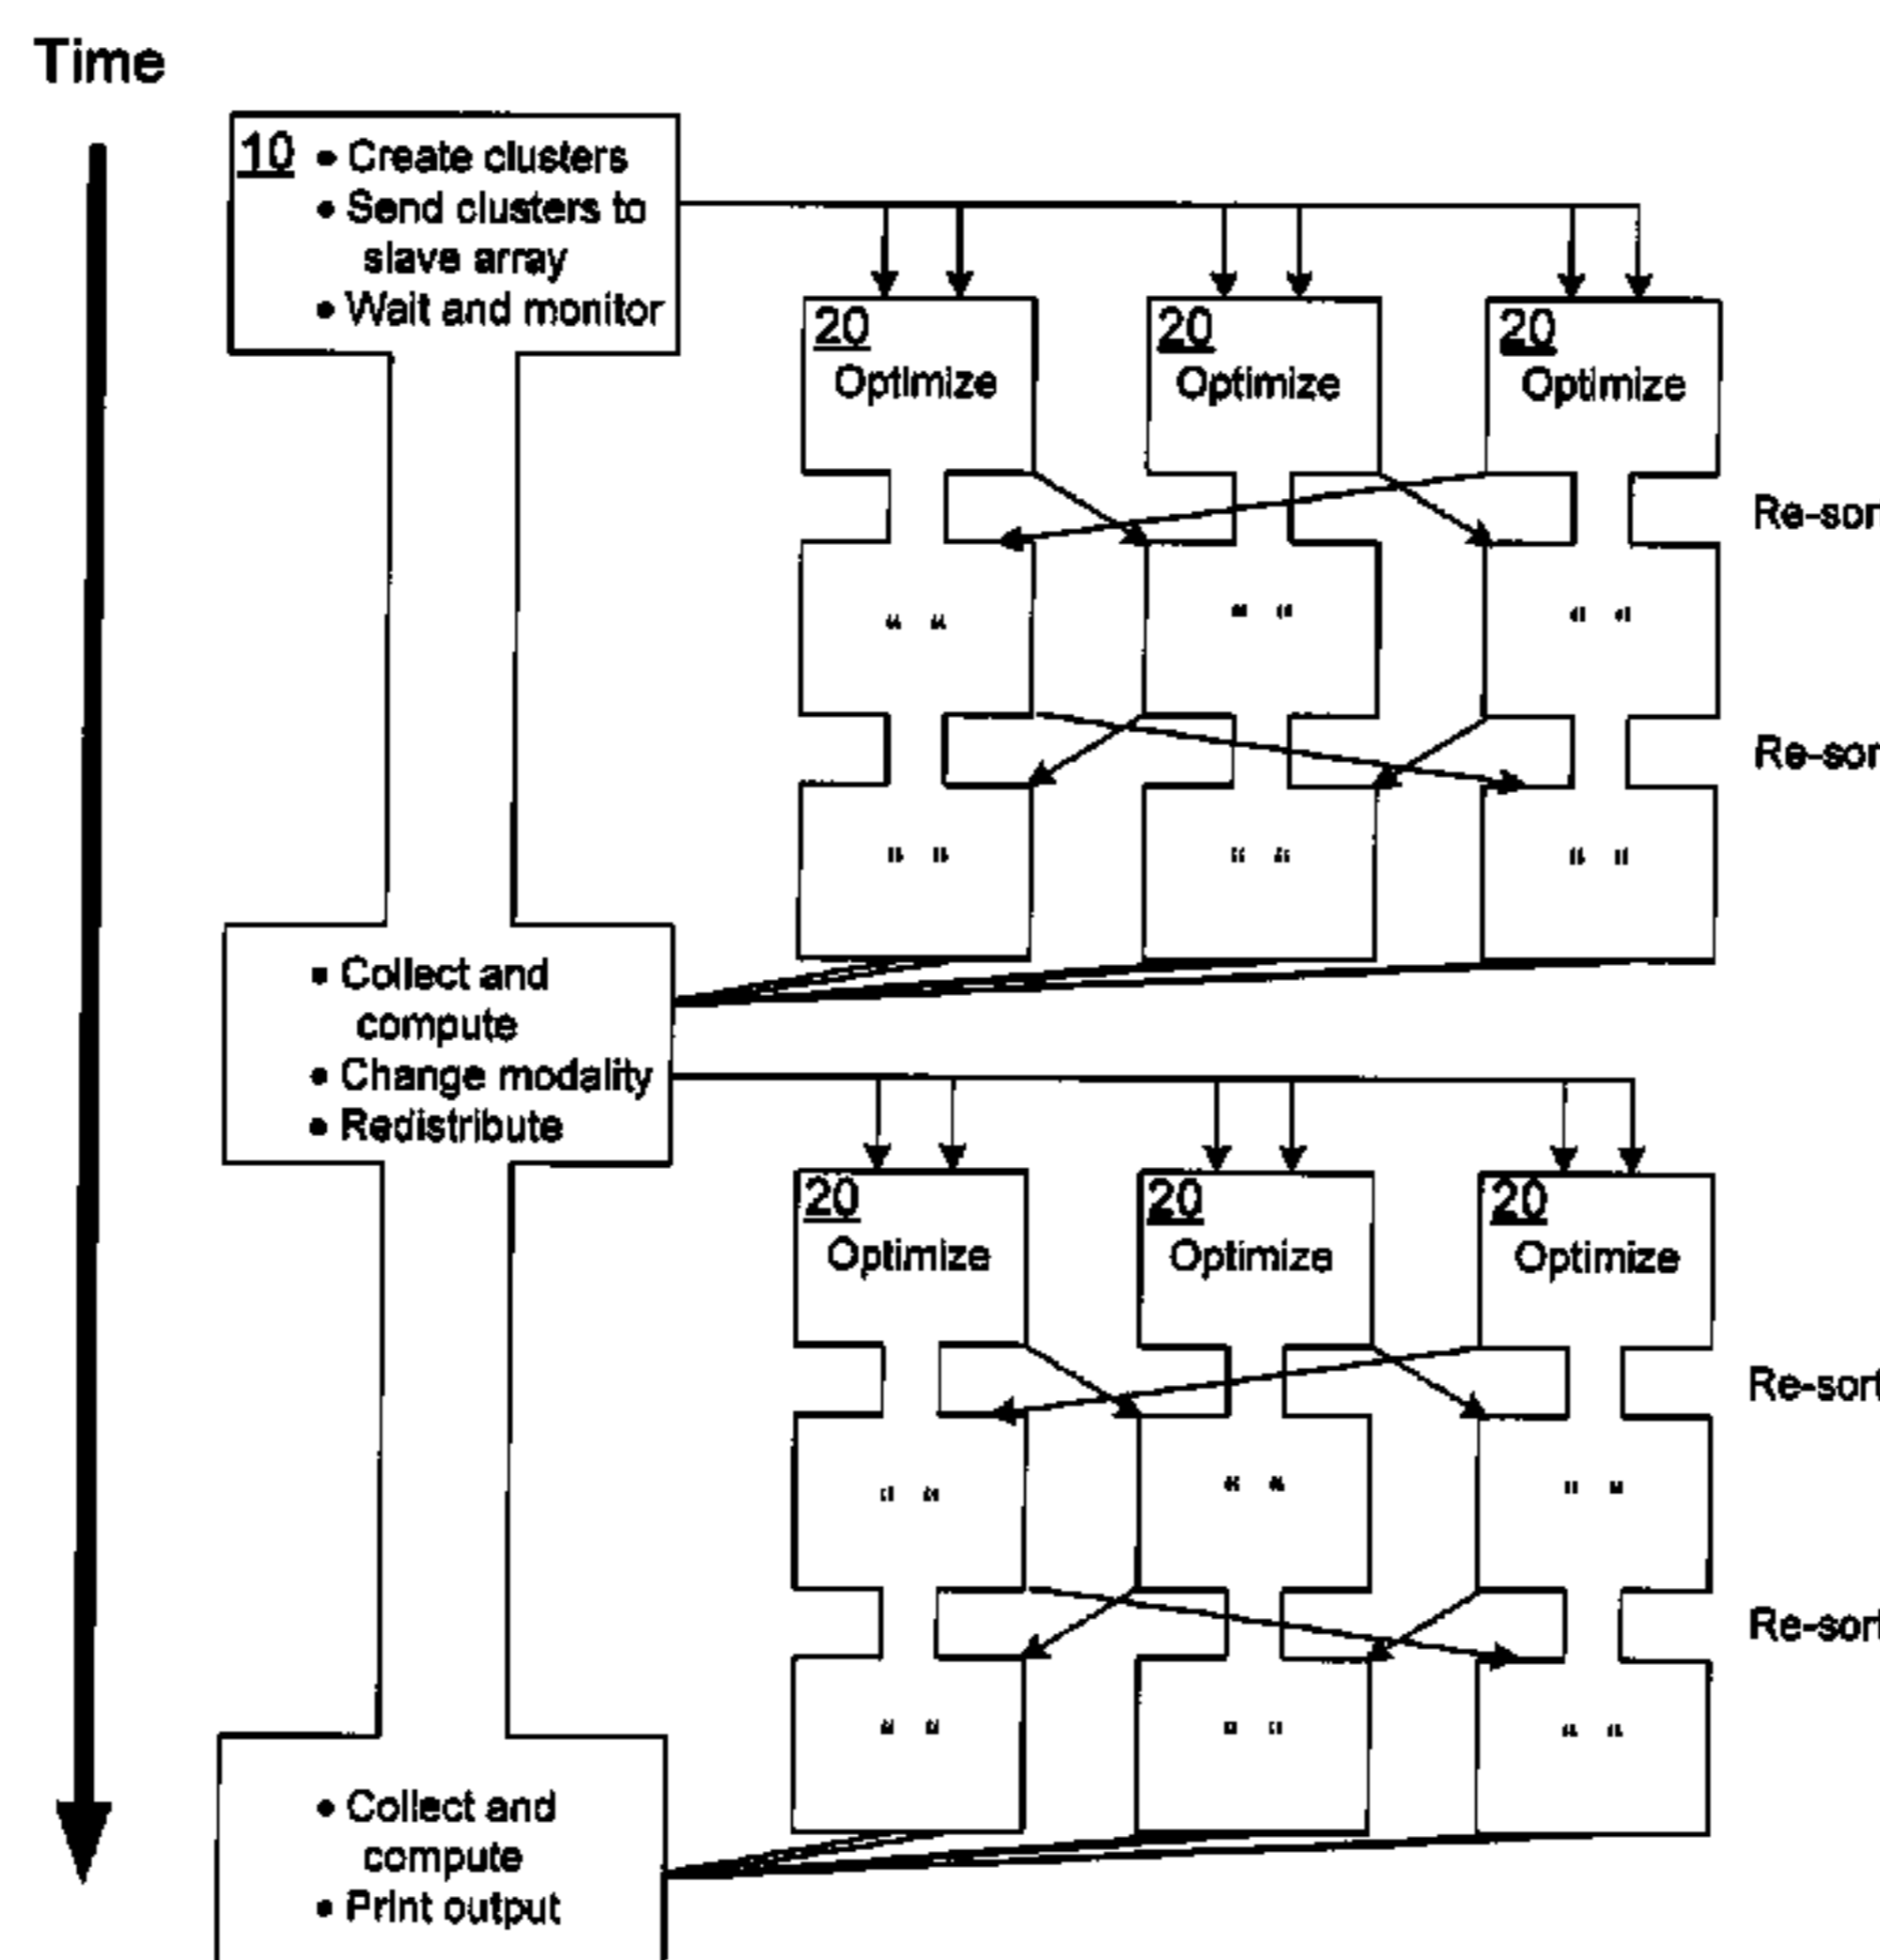 Time
10 • Create clusters
• Send clusters to
slave array
• Wait and monitor
20 20 20
Optimize Optimize Optimize
Re-sor
“ “ “ “ “ “
Re-sor
“ “ “ “ “ “
• Collect and
compute
• Change modality
• Redistribute
20 20 20
Optimize Optimize Optimize
Re-sort
“ “ “ “ “ “
Re-sort
“ “ “ “ “ “
• Collect and
compute
• Print output